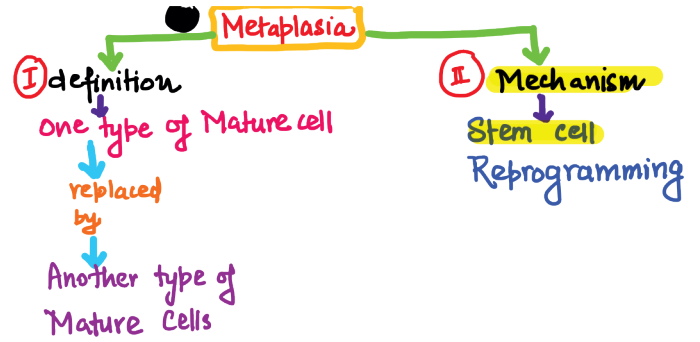 Metaplasia
I definition
One type of Mature cell
replaced
by
Another type of
Mature Cells
II Mechanism
Stem cell
Reprogramming